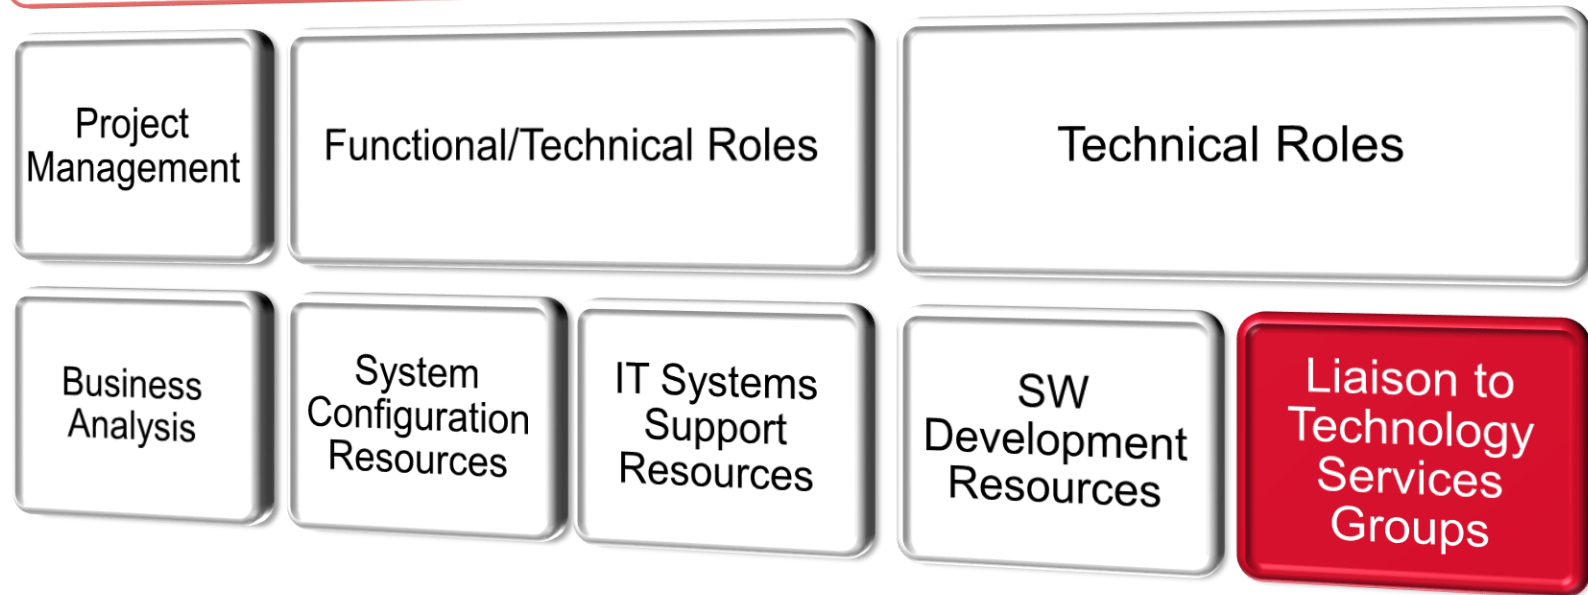 Project
Management
Functional/Technical Roles
Technical Roles
Business
Analysis
System
Configuration
Resources
IT Systems
Support
Resources
SW
Development
Resources
Liaison to
Technology
Services
Groups